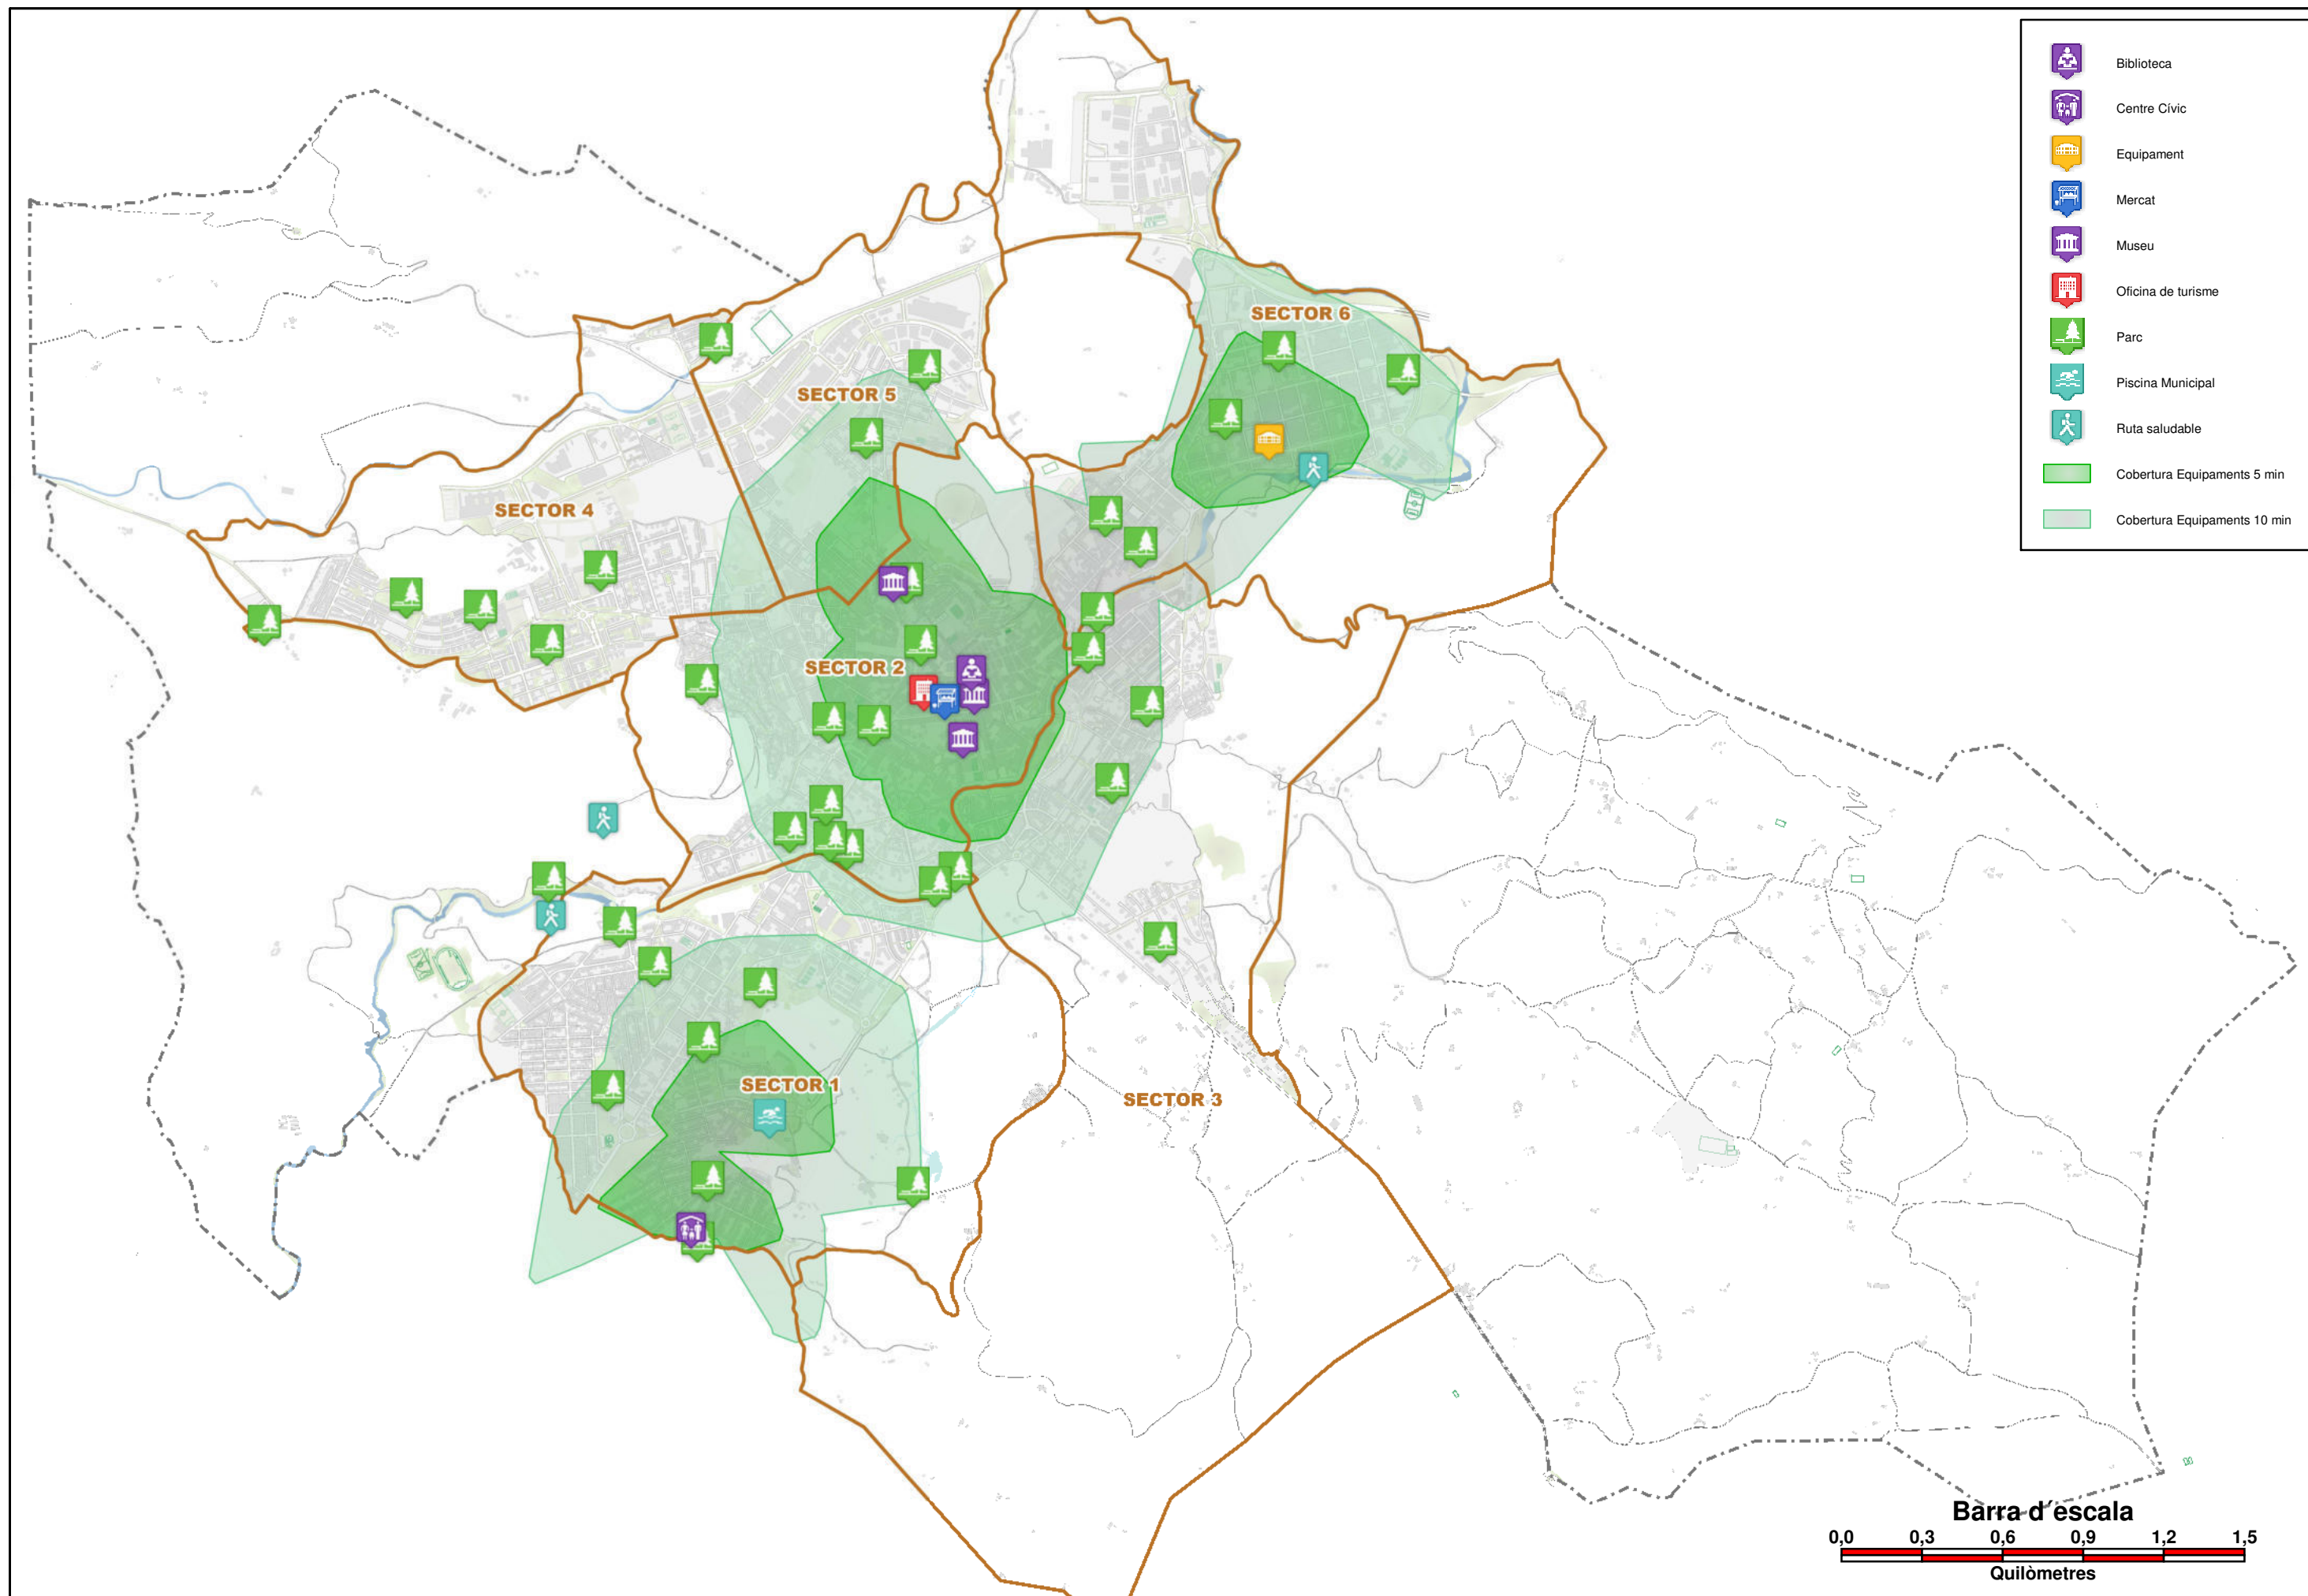 Biblioteca
Centre Cívic
Equipament
Mercat
Museu
Oficina de turisme
Parc
Piscina Municipal
Ruta saludable
Cobertura Equipaments 5 min
Cobertura Equipaments 10 min
SECTOR 6
SECTOR 5
SECTOR 4
SECTOR 2
SECTOR 1
SECTOR 3
Barra d´escala
0,0 0,3 0,6 0,9 1,2 1,5
Quilòmetres